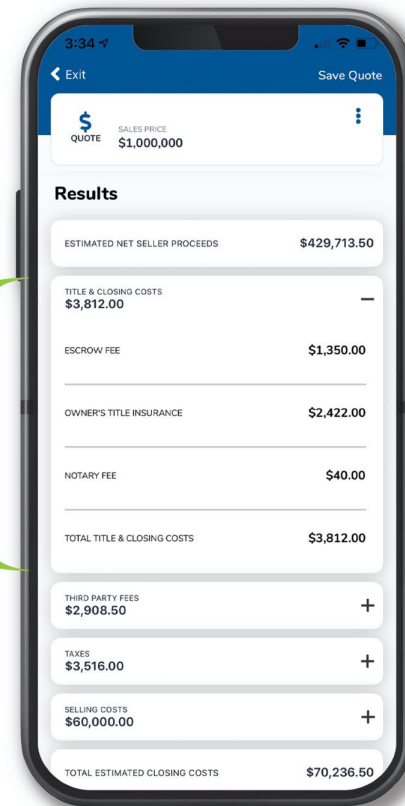 3:34
Exit
Save Quote
$
QUOTE
SALES PRICE
$1,000,000
Results
ESTIMATED NET SELLER PROCEEDS $429,713.50
TITLE & CLOSING COSTS
$3,812.00
ESCROW FEE $1,350.00
OWNER'S TITLE INSURANCE $2,422.00
NOTARY FEE $40.00
TOTAL TITLE & CLOSING COSTS $3,812.00
THIRD PARTY FEES
$2,908.50
TAXES
$3,516.00
SELLING COSTS
$60,000.00
TOTAL ESTIMATED CLOSING COSTS $70,236.50